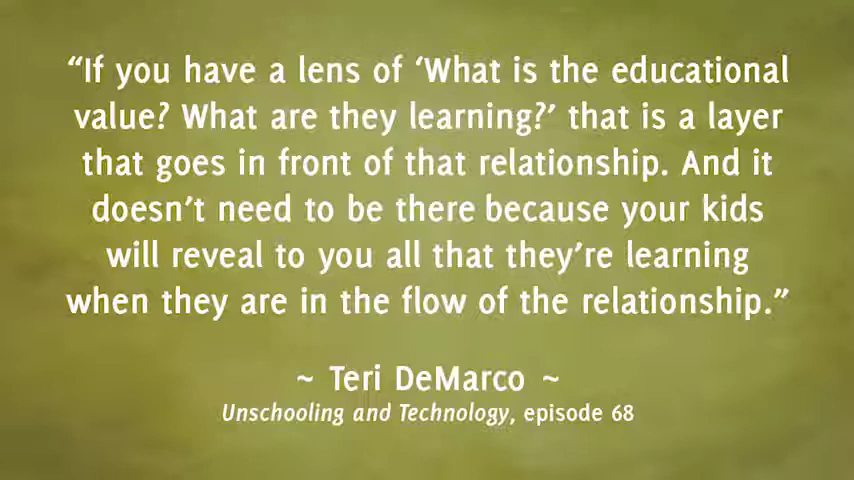 “If you have a lens of ‘What is the educational
value? What are they learning?’ that is a layer
that goes in front of that relationship. And it
doesn’t need to be there because your kids
will reveal to you all that they’re learning
when they are in the flow of the relationship.”
~ Teri DeMarco ~
Unschooling and Technology, episode 68